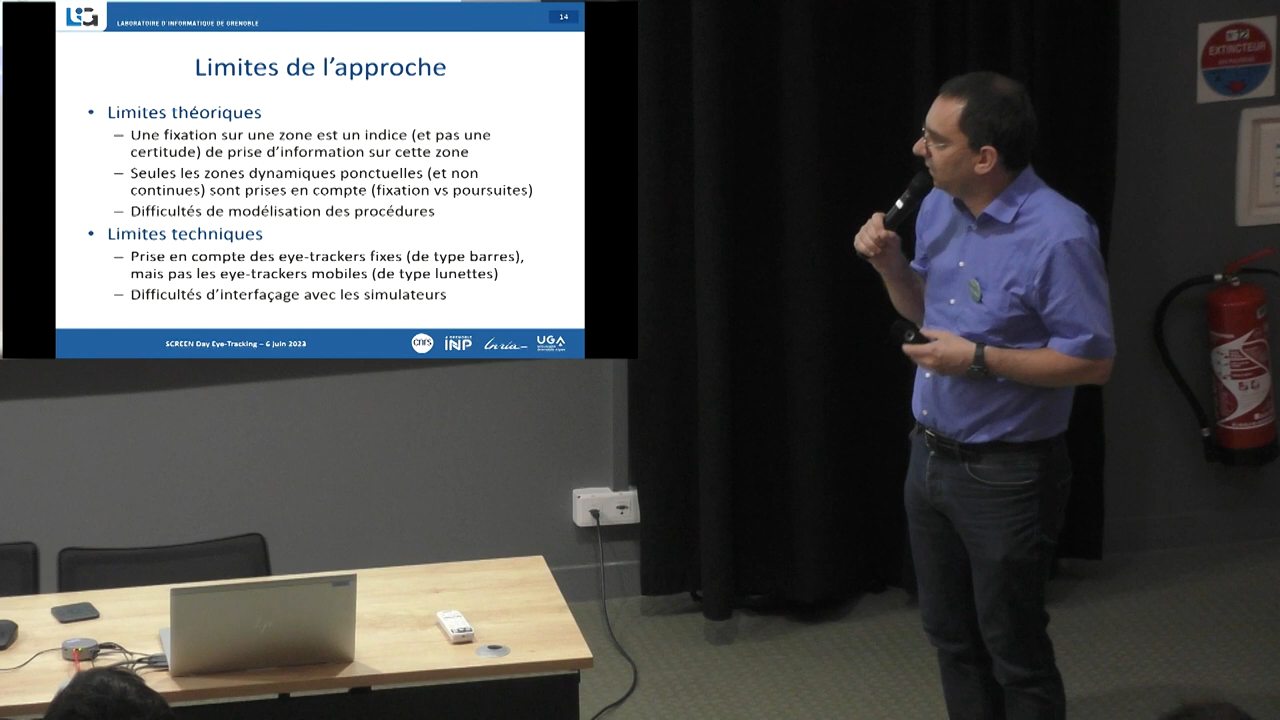 LIG
LABORATOIRE D'INFORMATIQUE DE GRENOBLE
14
Limites de l'approche
• Limites théoriques
– Une fixation sur une zone est un indice (et pas une
certitude) de prise d'information sur cette zone
– Seules les zones dynamiques ponctuelles (et non
continues) sont prises en compte (fixation vs poursuites)
– Difficultés de modélisation des procédures
• Limites techniques
– Prise en compte des eye-trackers fixes (de type barres),
mais pas les eye-trackers mobiles (de type lunettes)
– Difficultés d'interfaçage avec les simulateurs
SCREEN Day Eye-Tracking – 6 juin 2023
cnrs
INP
Inria
UGA
EXTINCTEUR
hp